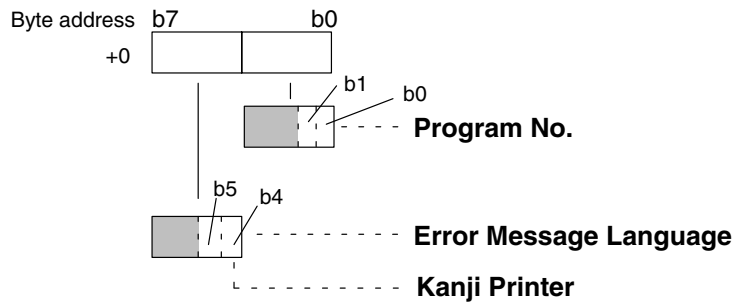 Byte address b7 b0
+0
b1
b0
Program No.
b5
b4
Error Message Language
Kanji Printer